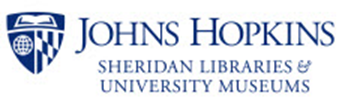 JOHNS HOPKINS
SHERIDAN LIBRARIES &
UNIVERSITY MUSEUMS